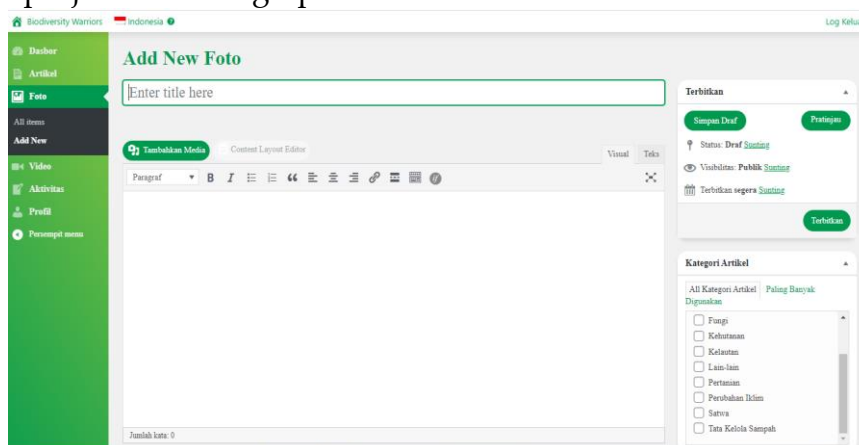 Biodiversity Warriors
Indonesia
Log Kelua
Dasbor
Artikel
Foto
All items
Add New
Video
Aktivitas
Profil
Persempit menu
Add New Foto
Enter title here
Tambahkan Media
Content Layout Editor
Visual
Teks
Paragraf
Jumlah kata: 0
Terbitkan
Simpan Draf
Pratinjau
Status: Draf Sunting
Visibilitas: Publik Sunting
Terbitkan segera Sunting
Terbitkan
Kategori Artikel
All Kategori Artikel
Paling Banyak
Digunakan
Fungi
Kehutanan
Kelautan
Lain-lain
Pertanian
Perubahan Iklim
Satwa
Tata Kelola Sampah